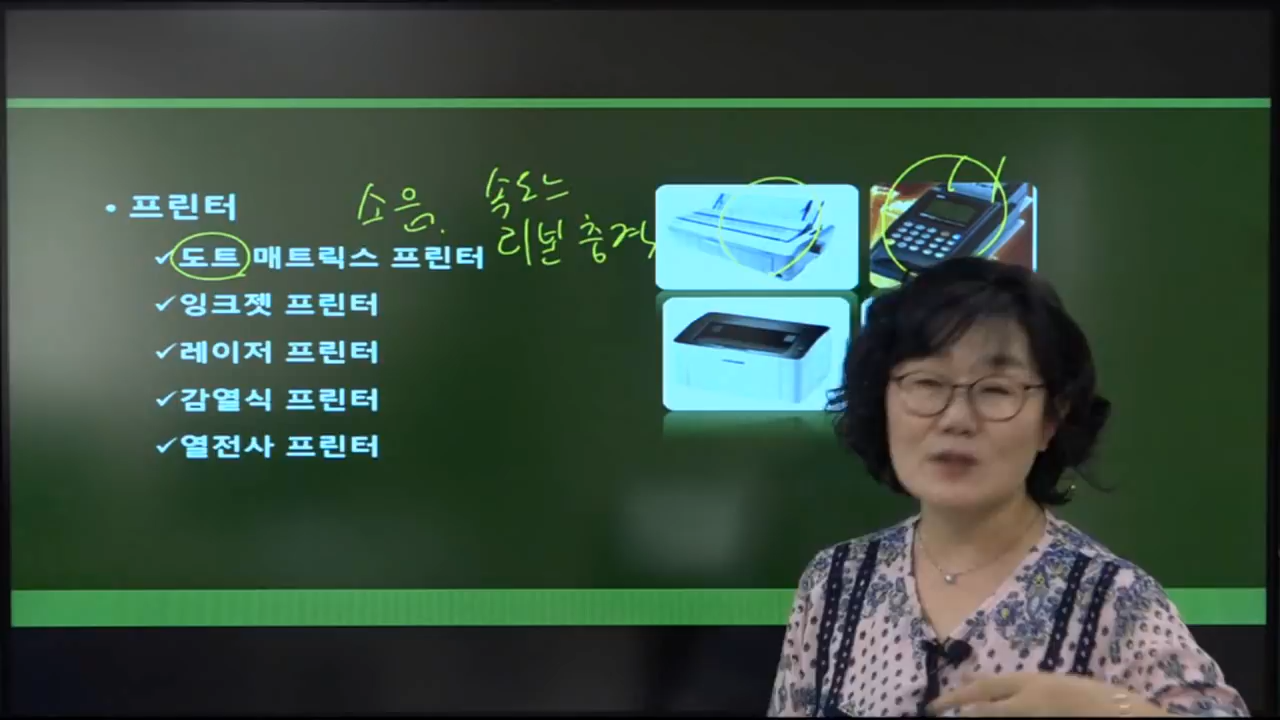 • 프린터
소음.
속도느
리본 충격
✓도트 매트릭스 프린터
✓잉크젯 프린터
✓레이저 프린터
✓감열식 프린터
✓열전사 프린터